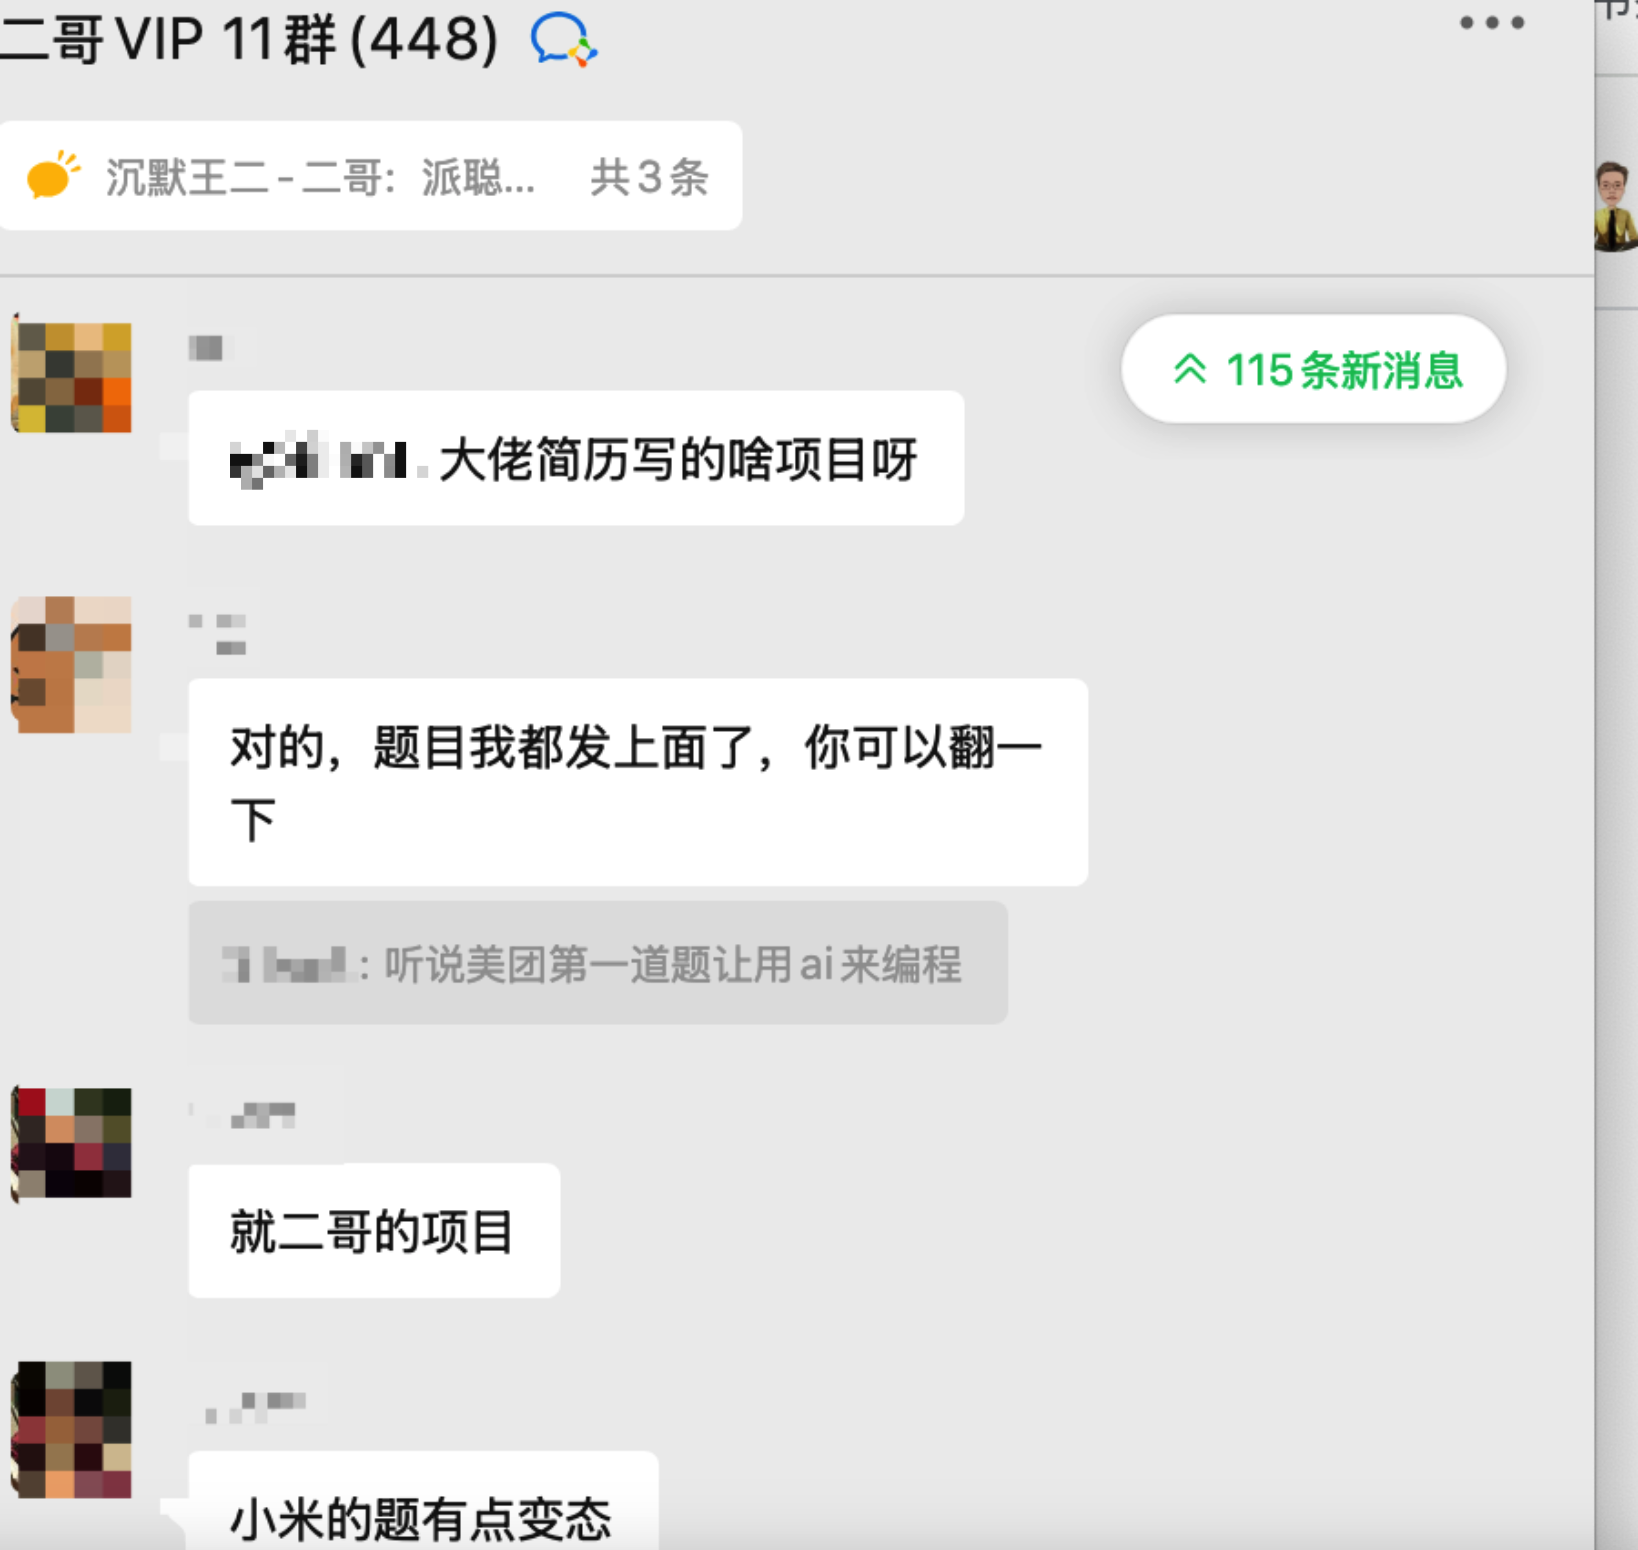 二哥VIP 11群(448)
沉默王二-二哥：派聪... 共3条
115条新消息
大佬简历写的啥项目呀
对的，题目我都发上面了，你可以翻一
下
：听说美团第一道题让用ai来编程
就二哥的项目
小米的题有点变态